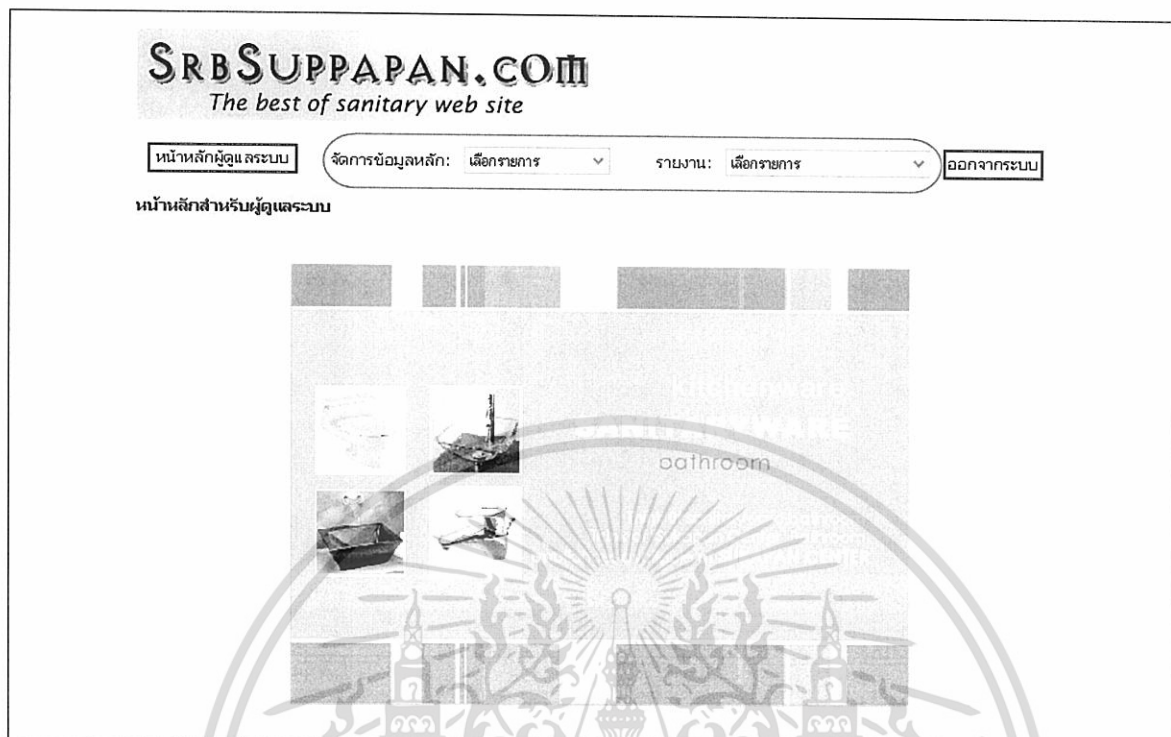 SRBSUPPAPAN.COM
The best of sanitary web site
หน้าหลักผู้ดูแลระบบ จัดการข้อมูลหลัก: เลือกรายการ รายงาน: เลือกรายการ ออกจากระบบ
หน้าหลักสำหรับผู้ดูแลระบบ
kitchenware
SANITARYWARE
bathroom